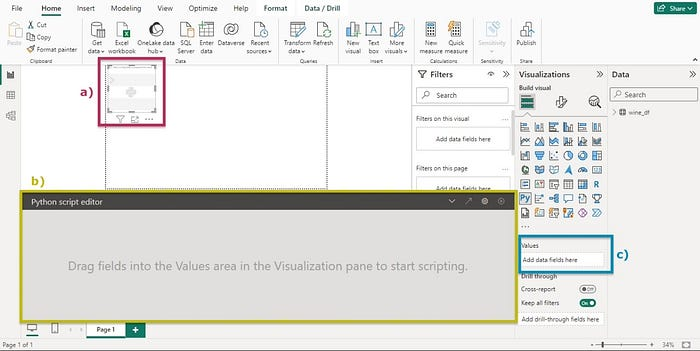 File Home Insert Modeling View Optimize Help Format Data / Drill Share
Cut
Copy
Format painter
Paste
Get data
Excel workbook
OneLake data hub
SQL Server
Enter data
Dataverse
Recent sources
Transform data
Refresh
New visual
Text box
More visuals
New measure
Quick measure
Sensitivity
Publish
Clipboard Data Queries Insert Calculations Sensitivity Share
a)
Filters
Search
Filters on this visual
Add data fields here
Filters on this page
Add data fields here
Visualizations
Build visual
R
Py
Values
Add data fields here
c)
Drill through
Cross-report Off
Keep all filters On
Add drill-through fields here
Data
Search
wine_df
b)
Python script editor
Drag fields into the Values area in the Visualization pane to start scripting.
Page 1
Page 1 of 1
34%